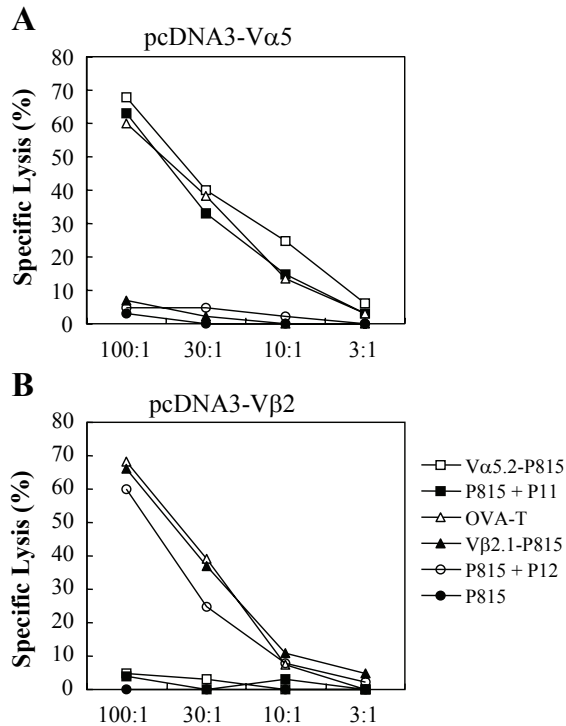 A
pcDNA3-Vα5
Specific Lysis (%)
80
70
60
50
40
30
20
10
0
100:1 30:1 10:1 3:1
B
pcDNA3-Vβ2
Specific Lysis (%)
80
70
60
50
40
30
20
10
0
100:1 30:1 10:1 3:1
Vα5.2-P815
P815 + P11
OVA-T
Vβ2.1-P815
P815 + P12
P815